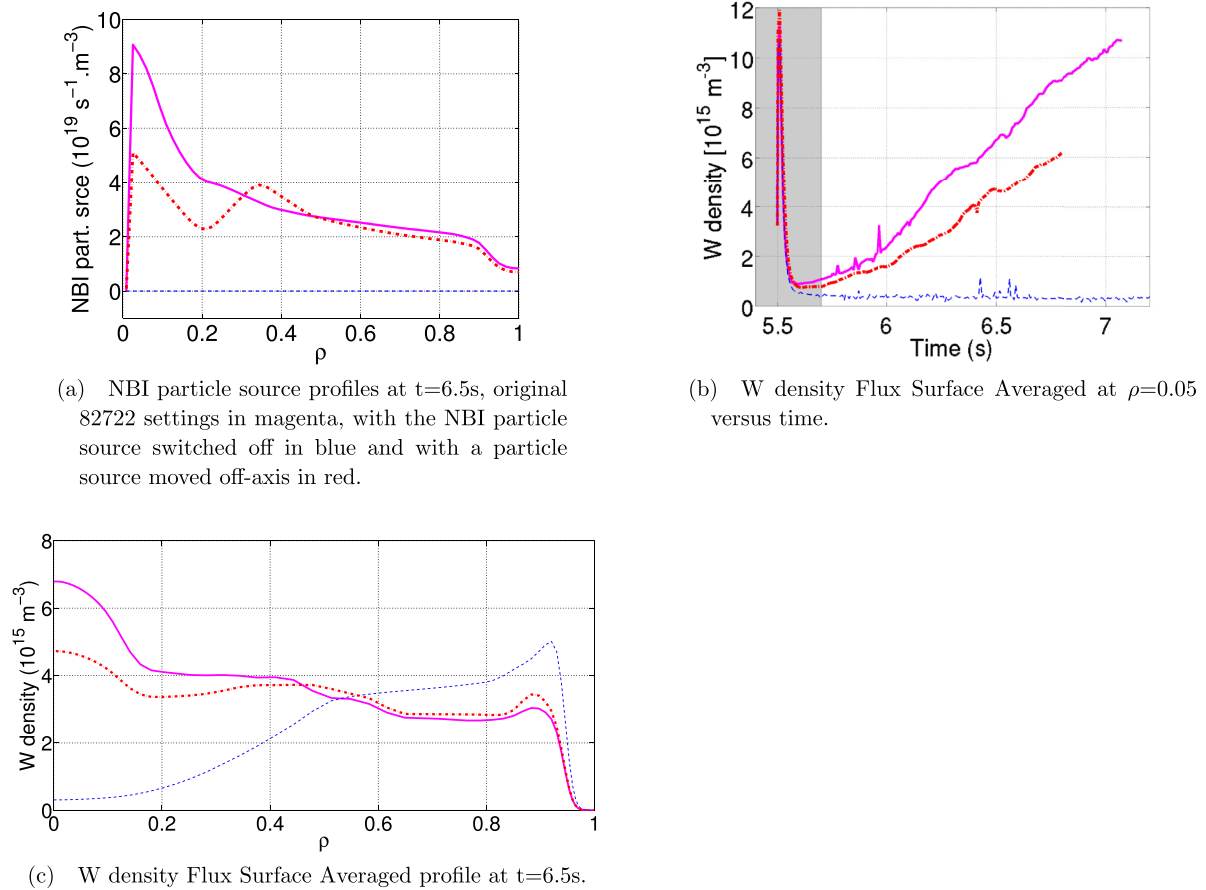 NBI part. srce (10^19 s^−1.m^−3)
10
8
6
4
2
0
0 0.2 0.4 0.6 0.8 1
ρ
(a) NBI particle source profiles at t=6.5s, original
82722 settings in magenta, with the NBI particle
source switched off in blue and with a particle
source moved off-axis in red.
W density [10^15 m^-3]
12
10
8
6
4
2
0
5.5 6 6.5 7
Time (s)
(b) W density Flux Surface Averaged at ρ=0.05
versus time.
W density (10^15 m^−3)
8
6
4
2
0
0 0.2 0.4 0.6 0.8 1
ρ
(c) W density Flux Surface Averaged profile at t=6.5s.